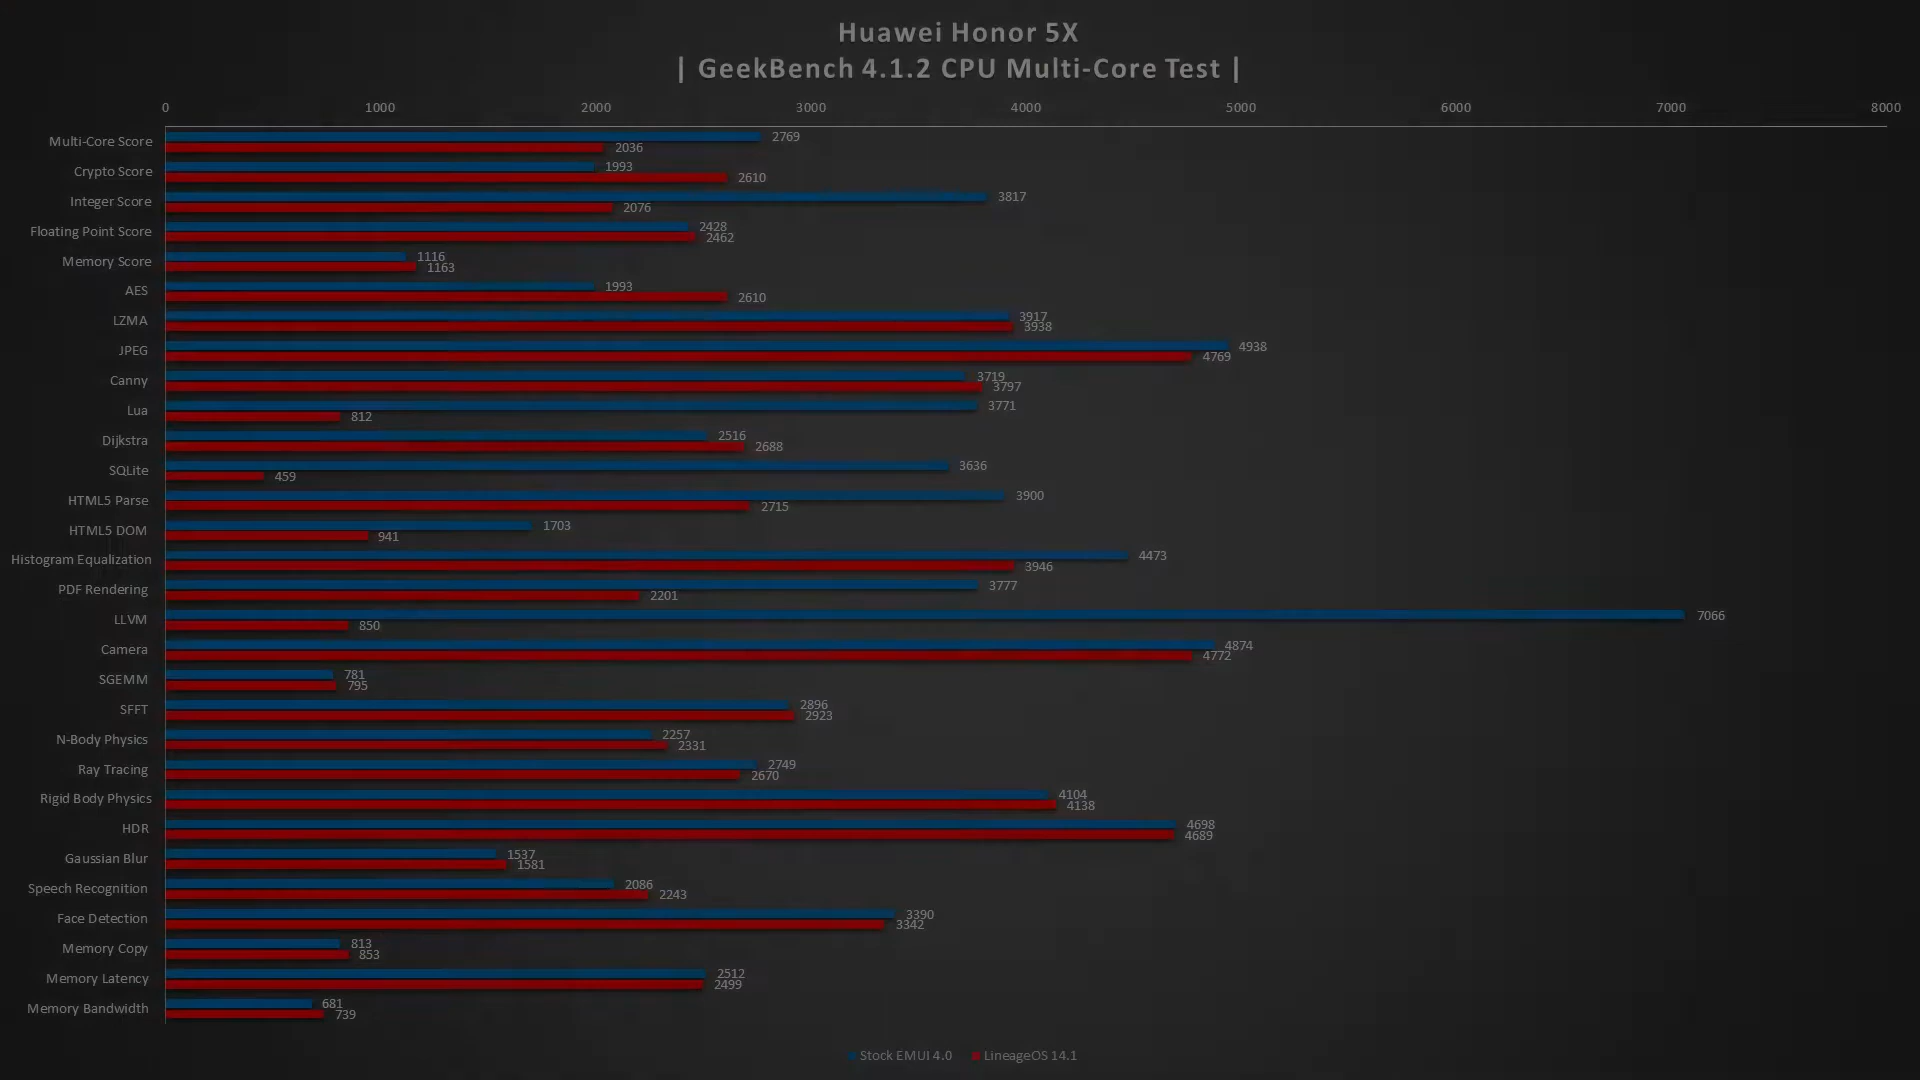 Huawei Honor 5X
| GeekBench 4.1.2 CPU Multi-Core Test |
0 1000 2000 3000 4000 5000 6000 7000 8000
Multi-Core Score 2769
2036
Crypto Score 1993
2610
Integer Score 3817
2076
Floating Point Score 2428
2462
Memory Score 1116
1163
AES 1993
2610
LZMA 3917
3938
JPEG 4938
4769
Canny 3719
3797
Lua 3771
812
Dijkstra 2516
2688
SQLite 3636
459
HTML5 Parse 3900
2715
HTML5 DOM 1703
941
Histogram Equalization 4473
3946
PDF Rendering 3777
2201
LLVM 7066
850
Camera 4874
4772
SGEMM 781
795
SFFT 2896
2923
N-Body Physics 2257
2331
Ray Tracing 2749
2670
Rigid Body Physics 4104
4138
HDR 4698
4689
Gaussian Blur 1537
1581
Speech Recognition 2086
2243
Face Detection 3390
3342
Memory Copy 813
853
Memory Latency 2512
2499
Memory Bandwidth 681
739
Stock EMUI 4.0 LineageOS 14.1